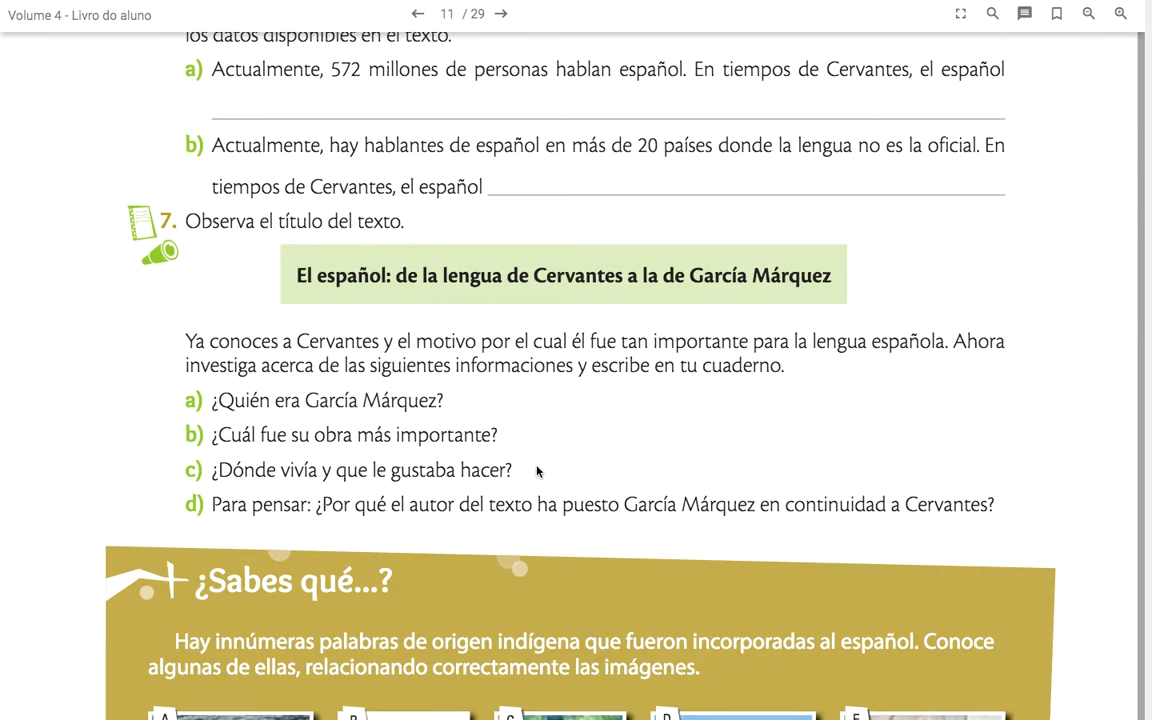 Volume 4 - Livro do aluno
11 / 29
los datos disponibles en el texto.
a) Actualmente, 572 millones de personas hablan español. En tiempos de Cervantes, el español
b) Actualmente, hay hablantes de español en más de 20 países donde la lengua no es la oficial. En
tiempos de Cervantes, el español
7. Observa el título del texto.
El español: de la lengua de Cervantes a la de García Márquez
Ya conoces a Cervantes y el motivo por el cual él fue tan importante para la lengua española. Ahora
investiga acerca de las siguientes informaciones y escribe en tu cuaderno.
a) ¿Quién era García Márquez?
b) ¿Cuál fue su obra más importante?
c) ¿Dónde vivía y que le gustaba hacer?
d) Para pensar: ¿Por qué el autor del texto ha puesto García Márquez en continuidad a Cervantes?
¿Sabes qué...?
Hay innúmeras palabras de origen indígena que fueron incorporadas al español. Conoce
algunas de ellas, relacionando correctamente las imágenes.
A B C D E